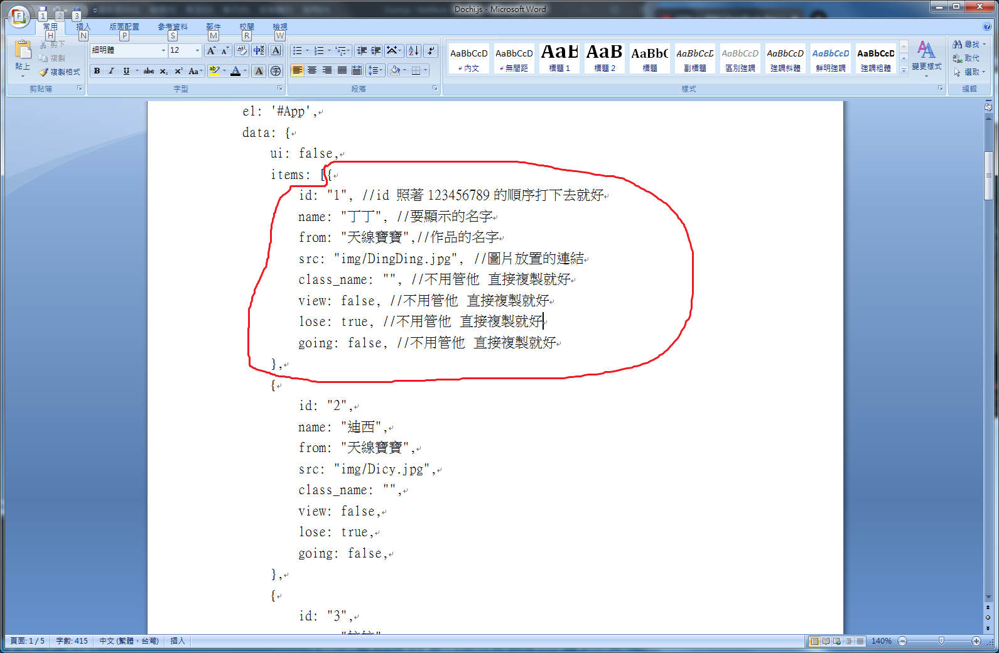 Dochi.js - Microsoft Word
F
1 2 3
常用 插入 版面配置 參考資料 郵件 校閱 檢視
H N P S M R W
貼上
剪下
複製
複製格式
剪貼簿
細明體 12
B I U abc x₂ x² Aa
字型
段落
AaBbCcD AaBbCcD AaB AaB AaBbC AaBbCcD AaBbCcD AaBbCcD AaBbCcD AaBbCcD
內文 無間距 標題 1 標題 2 標題 副標題 區別強調 強調斜體 鮮明強調 強調粗體
樣式
變更樣式
尋找
取代
選取
編輯
el: '#App',
data: {
ui: false,
items: [{
id: "1", //id 照著 123456789 的順序打下去就好
name: "丁丁", //要顯示的名字
from: "天線寶寶",//作品的名字
src: "img/DingDing.jpg", //圖片放置的連結
class_name: "", //不用管他 直接複製就好
view: false, //不用管他 直接複製就好
lose: true, //不用管他 直接複製就好
going: false, //不用管他 直接複製就好
},
{
id: "2",
name: "迪西",
from: "天線寶寶",
src: "img/Dicy.jpg",
class_name: "",
view: false,
lose: true,
going: false,
},
{
id: "3",
頁面: 1 / 5 字數: 415 中文 (繁體，台灣) 插入 140%